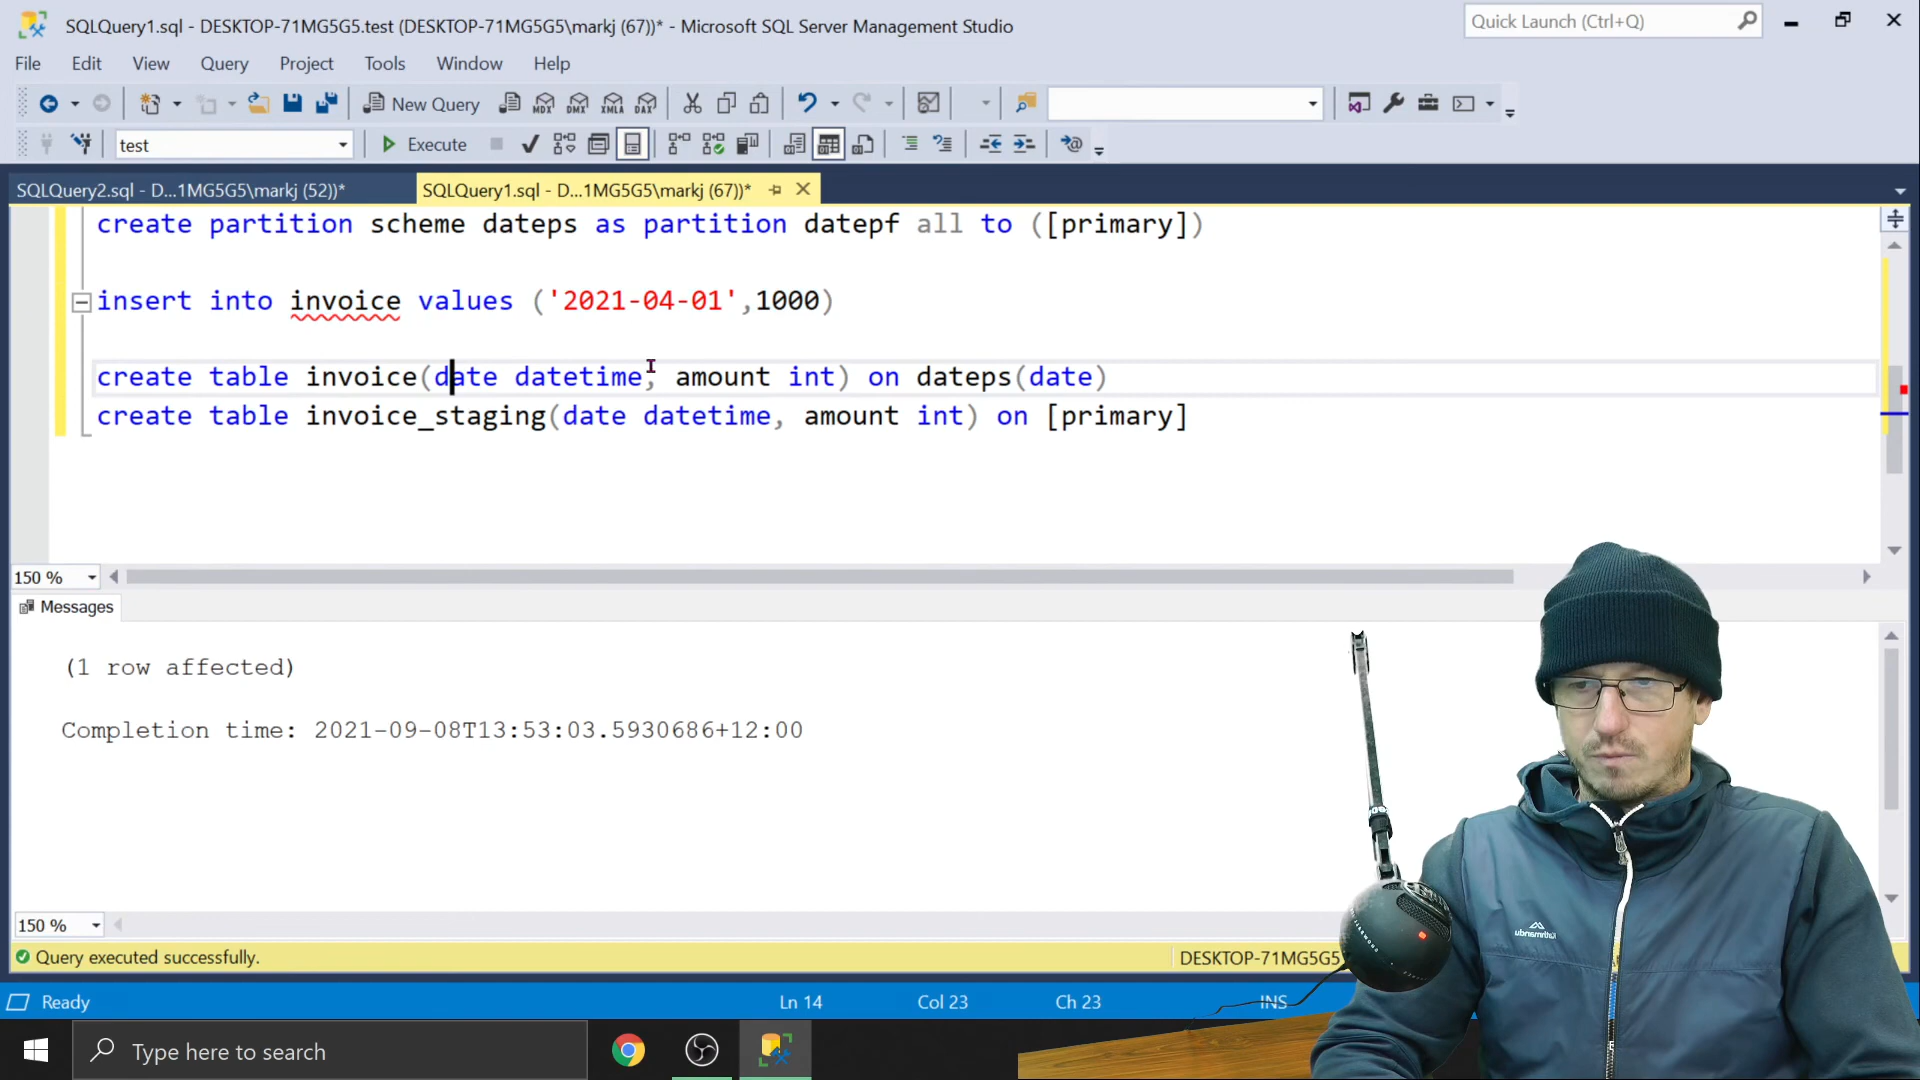 SQLQuery1.sql - DESKTOP-71MG5G5.test (DESKTOP-71MG5G5\markj (67))* - Microsoft SQL Server Management Studio
Quick Launch (Ctrl+Q)
File Edit View Query Project Tools Window Help
New Query MDX DMX XMLA DAX
test Execute
SQLQuery2.sql - D...1MG5G5\markj (52))* SQLQuery1.sql - D...1MG5G5\markj (67))*
create partition scheme dateps as partition datepf all to ([primary])
insert into invoice values ('2021-04-01',1000)
create table invoice(date datetime, amount int) on dateps(date)
create table invoice_staging(date datetime, amount int) on [primary]
150 %
Messages
(1 row affected)
Completion time: 2021-09-08T13:53:03.5930686+12:00
150 %
Query executed successfully. DESKTOP-71MG5G5
Ready Ln 14 Col 23 Ch 23 INS
Type here to search